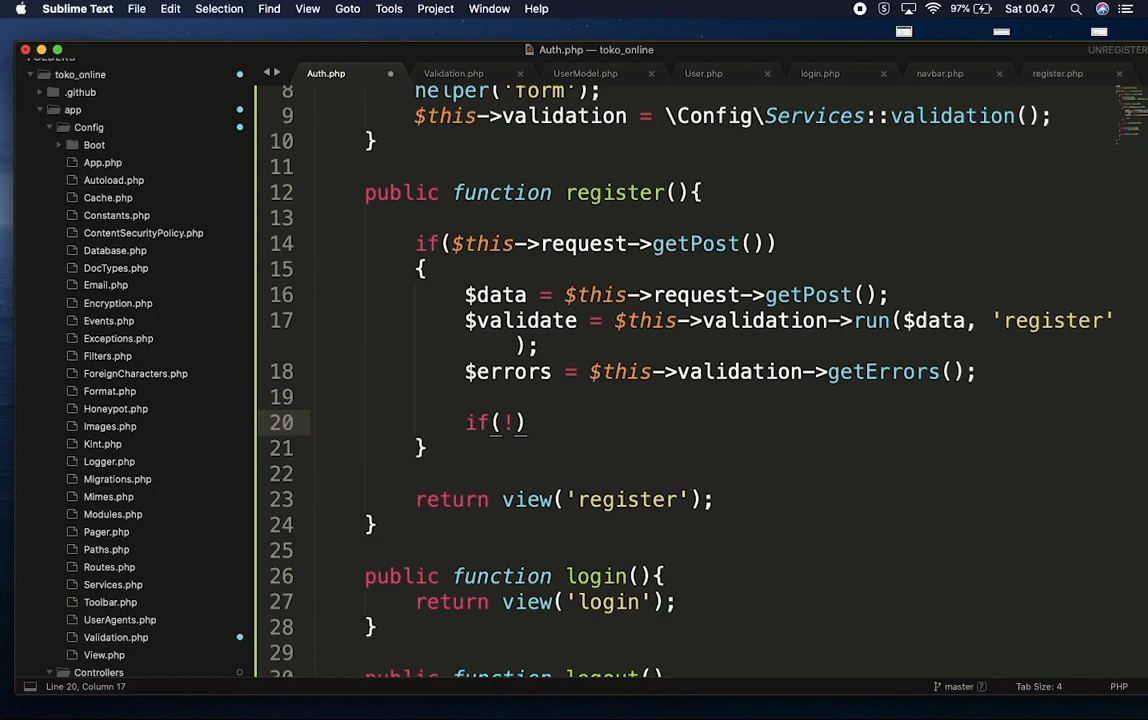 Sublime Text File Edit Selection Find View Goto Tools Project Window Help
97% Sat 00.47
Auth.php — toko_online
UNREGISTER
FOLDERS
toko_online
.github
app
Config
Boot
App.php
Autoload.php
Cache.php
Constants.php
ContentSecurityPolicy.php
Database.php
DocTypes.php
Email.php
Encryption.php
Events.php
Exceptions.php
Filters.php
ForeignCharacters.php
Format.php
Honeypot.php
Images.php
Kint.php
Logger.php
Migrations.php
Mimes.php
Modules.php
Pager.php
Paths.php
Routes.php
Services.php
Toolbar.php
UserAgents.php
Validation.php
View.php
Controllers
Auth.php Validation.php UserModel.php User.php login.php navbar.php register.php
8 helper('form');
9 $this->validation = \Config\Services::validation();
10 }
11
12 public function register(){
13
14 if($this->request->getPost())
15 {
16 $data = $this->request->getPost();
17 $validate = $this->validation->run($data, 'register'
);
18 $errors = $this->validation->getErrors();
19
20 if(!)
21 }
22
23 return view('register');
24 }
25
26 public function login(){
27 return view('login');
28 }
29
30 public function logout()
Line 20, Column 17 master 7 Tab Size: 4 PHP